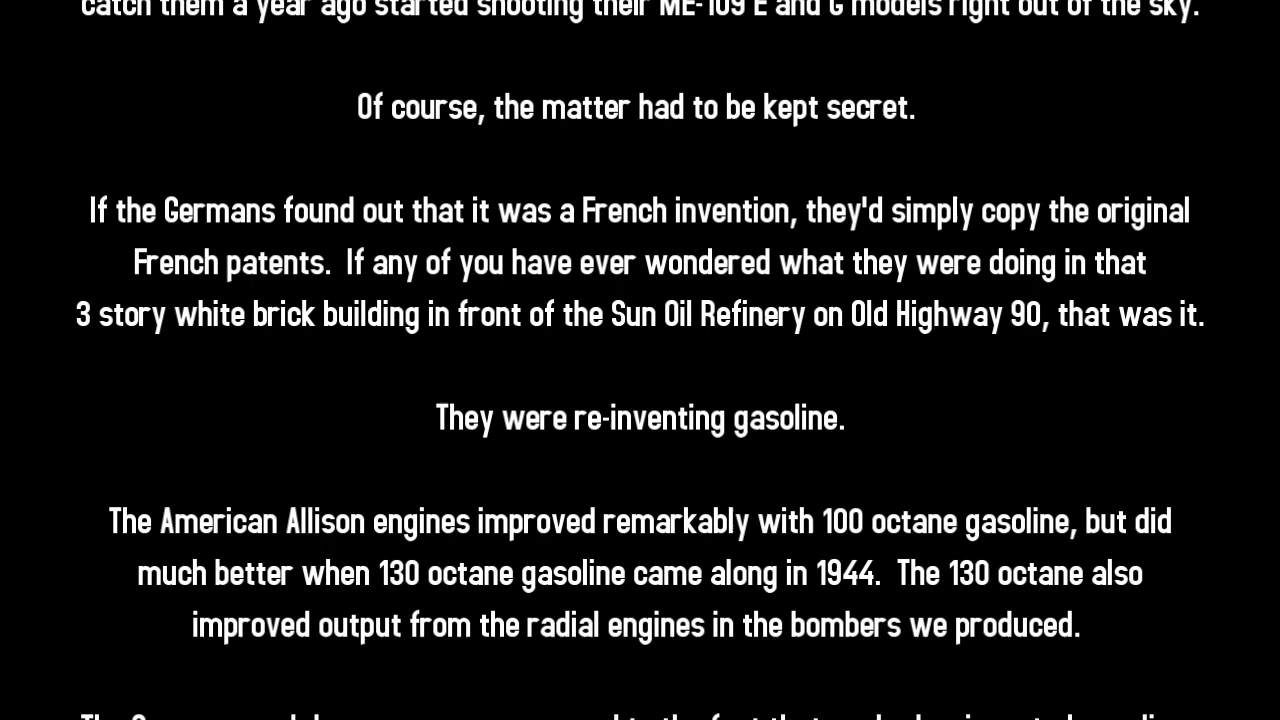 catch them a year ago started shooting their ME-109 E and G models right out of the sky.
Of course, the matter had to be kept secret.
If the Germans found out that it was a French invention, they'd simply copy the original
French patents.  If any of you have ever wondered what they were doing in that
3 story white brick building in front of the Sun Oil Refinery on Old Highway 90, that was it.
They were re-inventing gasoline.
The American Allison engines improved remarkably with 100 octane gasoline, but did
much better when 130 octane gasoline came along in 1944.  The 130 octane also
improved output from the radial engines in the bombers we produced.